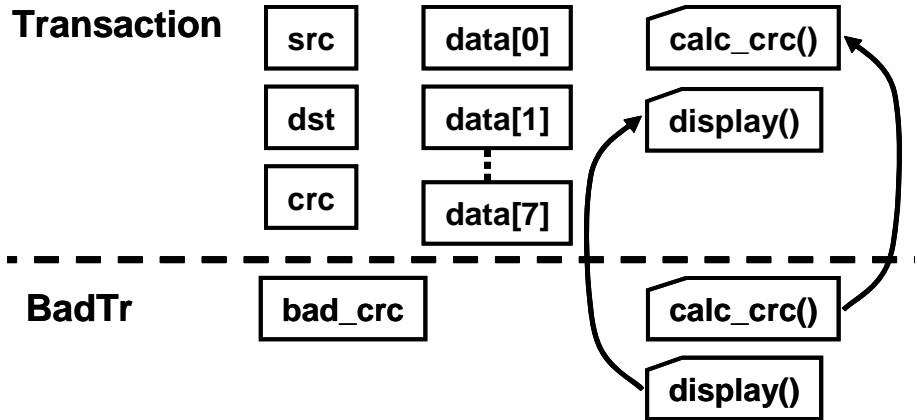 Transaction
src
data[0]
calc_crc()
dst
data[1]
display()
crc
data[7]
BadTr
bad_crc
calc_crc()
display()